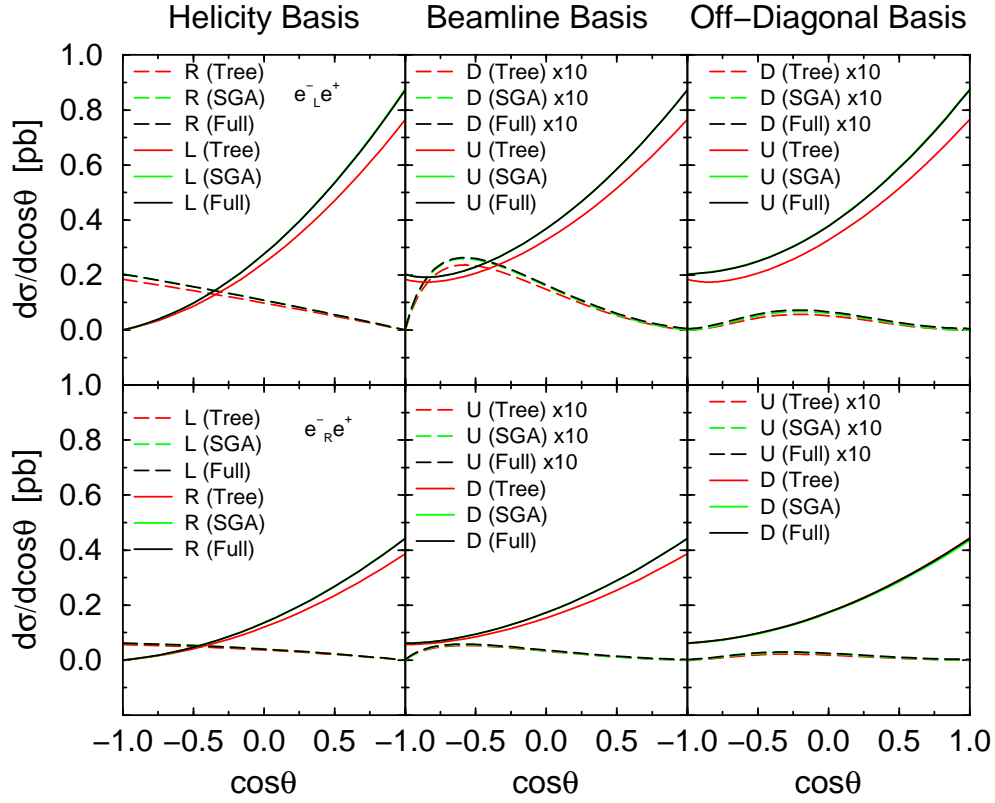 Helicity Basis Beamline Basis Off−Diagonal Basis
dσ/dcosθ [pb]
1.0
0.8
0.6
0.4
0.2
0.0
R (Tree)
R (SGA)
R (Full)
L (Tree)
L (SGA)
L (Full)
e⁻Le⁺
D (Tree) x10
D (SGA) x10
D (Full) x10
U (Tree)
U (SGA)
U (Full)
D (Tree) x10
D (SGA) x10
D (Full) x10
U (Tree)
U (SGA)
U (Full)
dσ/dcosθ [pb]
1.0
0.8
0.6
0.4
0.2
0.0
L (Tree)
L (SGA)
L (Full)
R (Tree)
R (SGA)
R (Full)
e⁻Re⁺
U (Tree) x10
U (SGA) x10
U (Full) x10
D (Tree)
D (SGA)
D (Full)
U (Tree) x10
U (SGA) x10
U (Full) x10
D (Tree)
D (SGA)
D (Full)
−1.0 −0.5 0.0 0.5 −1.0 −0.5 0.0 0.5 −1.0 −0.5 0.0 0.5 1.0
cosθ cosθ cosθ